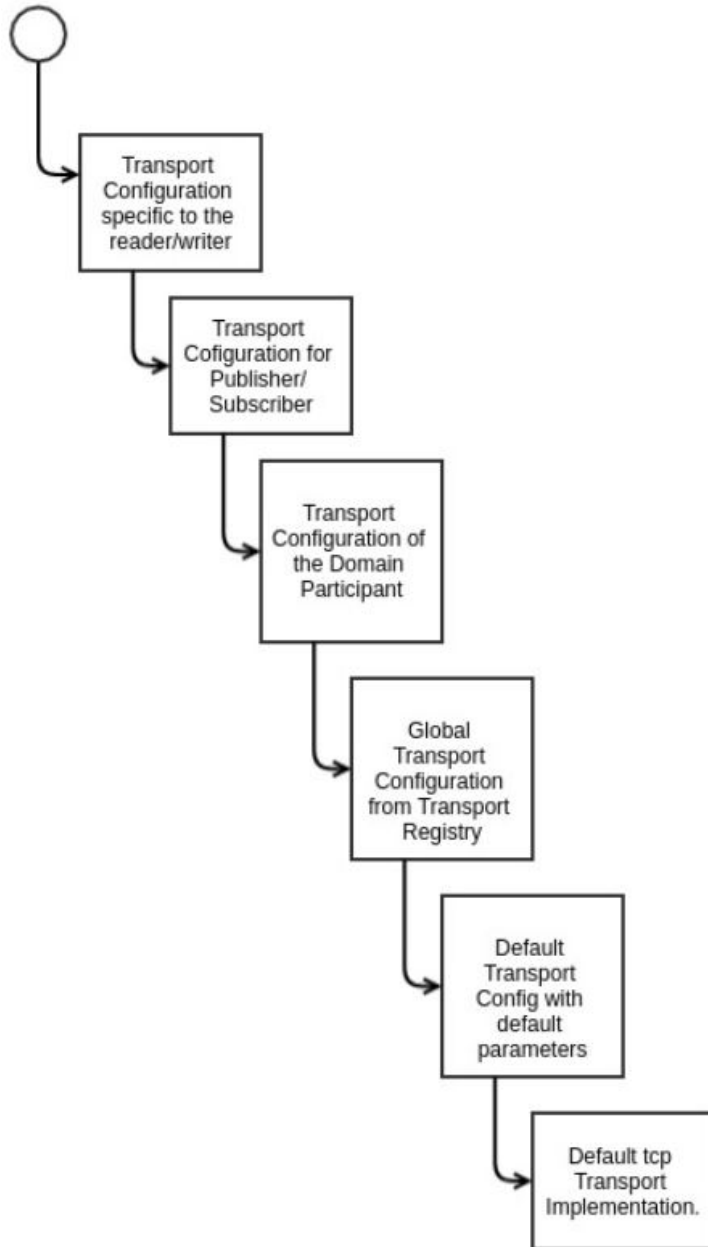 Transport
Configuration
specific to the
reader/writer
Transport
Cofiguration for
Publisher/
Subscriber
Transport
Configuration of
the Domain
Participant
Global
Transport
Configuration
from Transport
Registry
Default
Transport
Config with
default
parameters
Default tcp
Transport
Implementation.